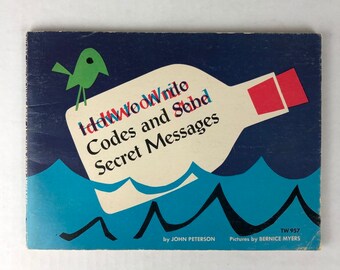 Codes and
Secret Messages
by JOHN PETERSON
Pictures by BERNICE MYERS
TW 957